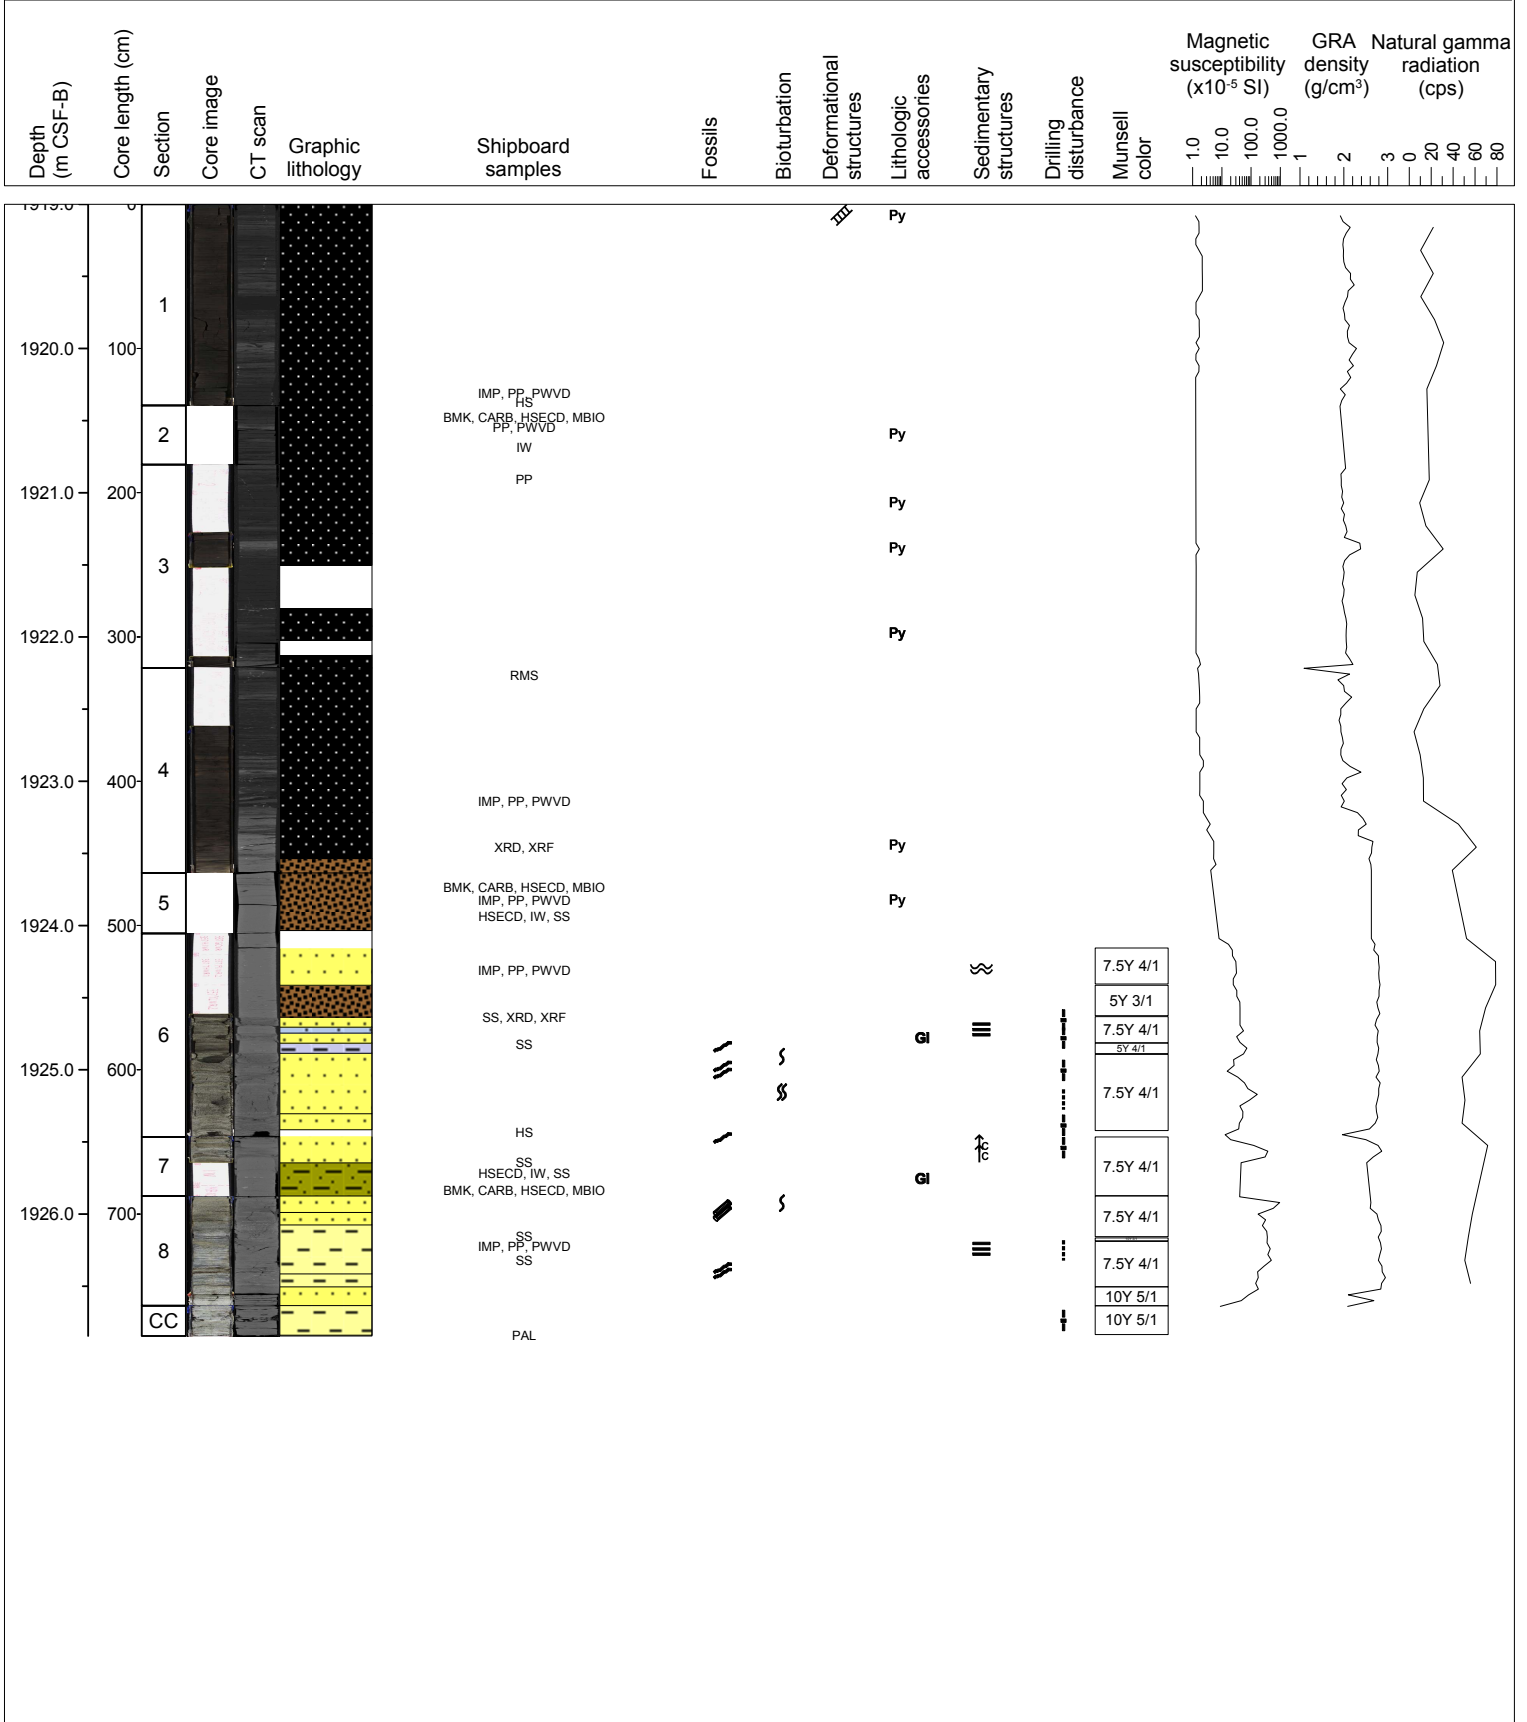 Depth
(m CSF-B)
Core length (cm)
Section
Core image
CT scan
Graphic
lithology
Shipboard
samples
Fossils
Bioturbation
Deformational
structures
Lithologic
accessories
Sedimentary
structures
Drilling
disturbance
Munsell
color
Magnetic
susceptibility
(x10⁻⁵ SI)
GRA
density
(g/cm³)
Natural gamma
radiation
(cps)
1.0 10.0 100.0 1000.0
1 2 3
0 20 40 60 80
1919.0 0
Py
1
1920.0 100
IMP, PP, PWVD
HS
BMK, CARB, HSECD, MBIO
PP, PWVD
2 Py
IW
PP
1921.0 200
Py
Py
3
1922.0 300 Py
RMS
4
1923.0 400
IMP, PP, PWVD
XRD, XRF Py
BMK, CARB, HSECD, MBIO
5 IMP, PP, PWVD Py
HSECD, IW, SS
1924.0 500
IMP, PP, PWVD 7.5Y 4/1
5Y 3/1
SS, XRD, XRF
7.5Y 4/1
6 Gl
SS 5Y 4/1
1925.0 600
7.5Y 4/1
HS
C
C
SS
7 7.5Y 4/1
HSECD, IW, SS Gl
BMK, CARB, HSECD, MBIO
1926.0 700 7.5Y 4/1
SS
IMP, PP, PWVD
8 SS 7.5Y 4/1
10Y 5/1
CC 10Y 5/1
PAL